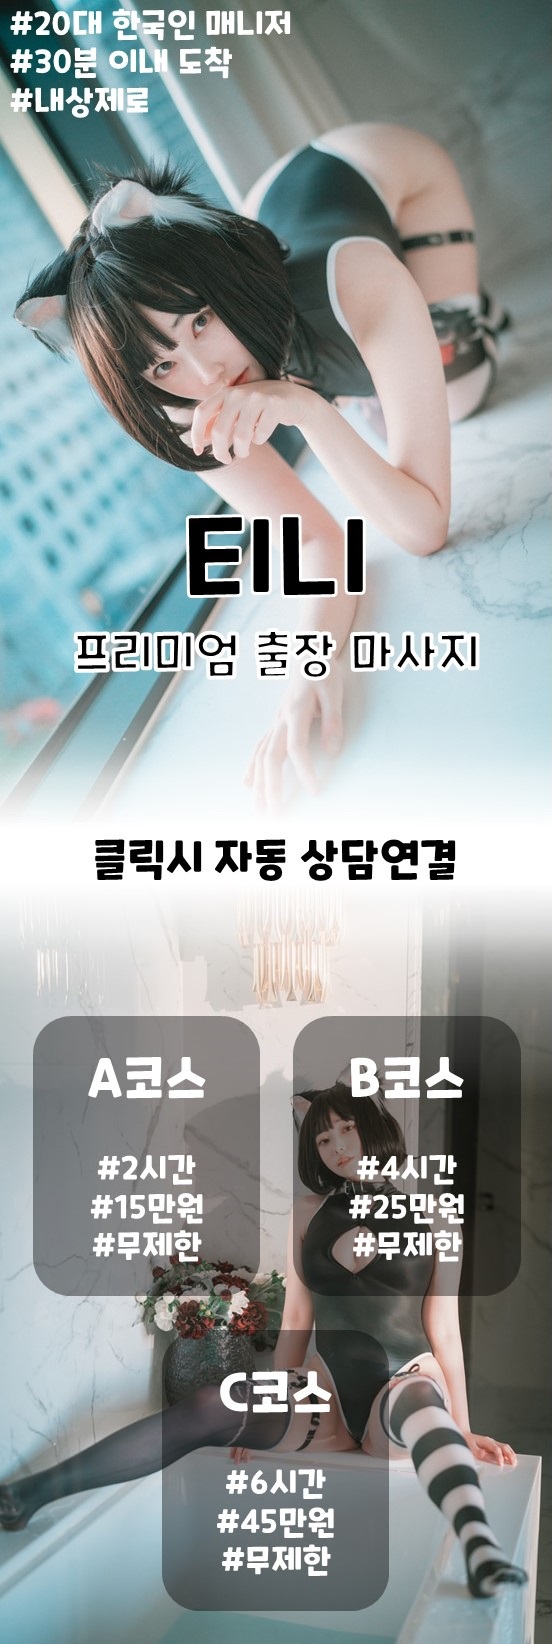 #20대 한국인 매니저
#30분 이내 도착
#내상제로
티니
프리미엄 출장 마사지
클릭시 자동 상담연결
A코스
#2시간
#15만원
#무제한
B코스
#4시간
#25만원
#무제한
C코스
#6시간
#45만원
#무제한